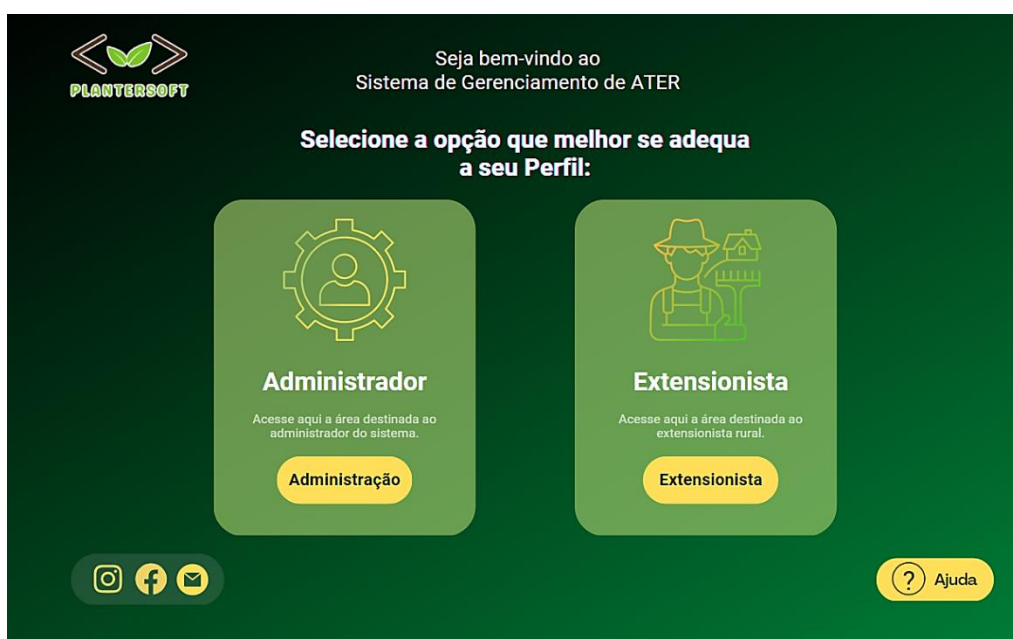 PLANTERSOFT
Seja bem-vindo ao
Sistema de Gerenciamento de ATER
Selecione a opção que melhor se adequa
a seu Perfil:
Administrador
Acesse aqui a área destinada ao
administrador do sistema.
Administração
Extensionista
Acesse aqui a área destinada ao
extensionista rural.
Extensionista
? Ajuda